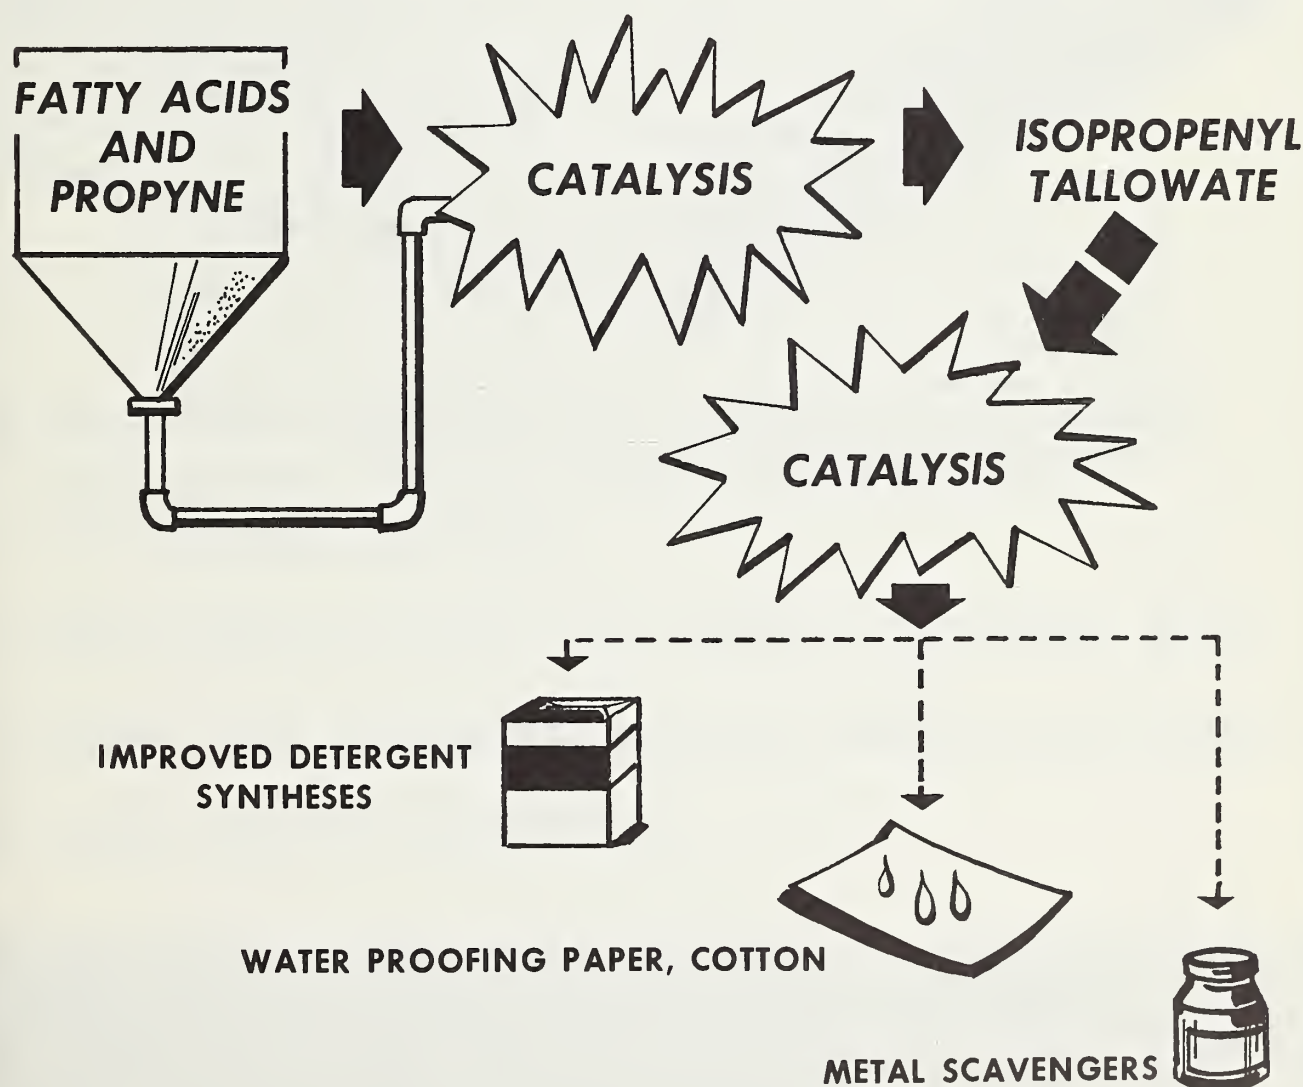 FATTY ACIDS
AND
PROPYNE
CATALYSIS
ISOPROPENYL
TALLOWATE
CATALYSIS
IMPROVED DETERGENT
SYNTHESES
WATER PROOFING PAPER, COTTON
METAL SCAVENGERS